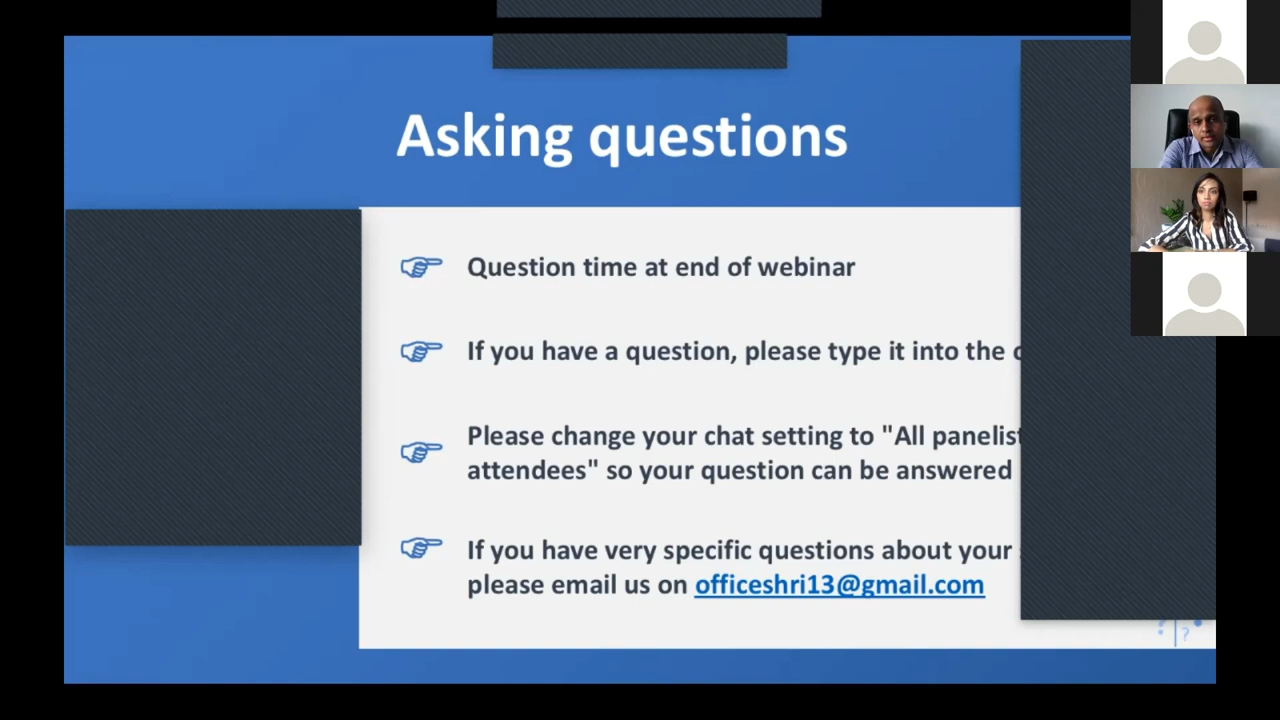 Asking questions
Question time at end of webinar
If you have a question, please type it into the
Please change your chat setting to "All
attendees" so your question can be answered
If you have very specific questions about your
please email us on officeshri13@gmail.com
?